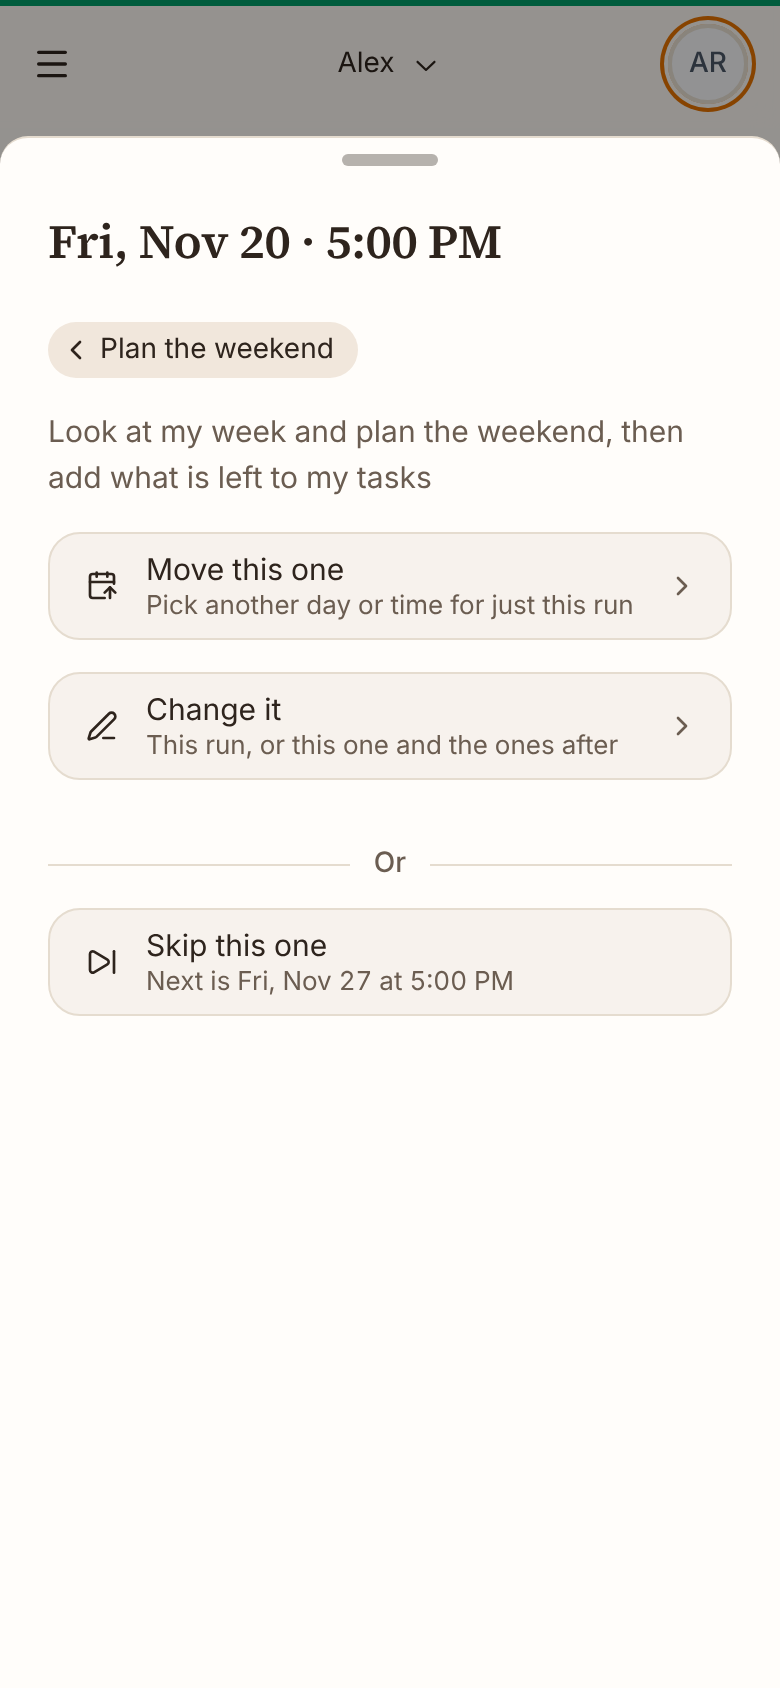 Alex
AR
Fri, Nov 20 · 5:00 PM
Plan the weekend
Look at my week and plan the weekend, then
add what is left to my tasks
Move this one
Pick another day or time for just this run
Change it
This run, or this one and the ones after
Or
Skip this one
Next is Fri, Nov 27 at 5:00 PM